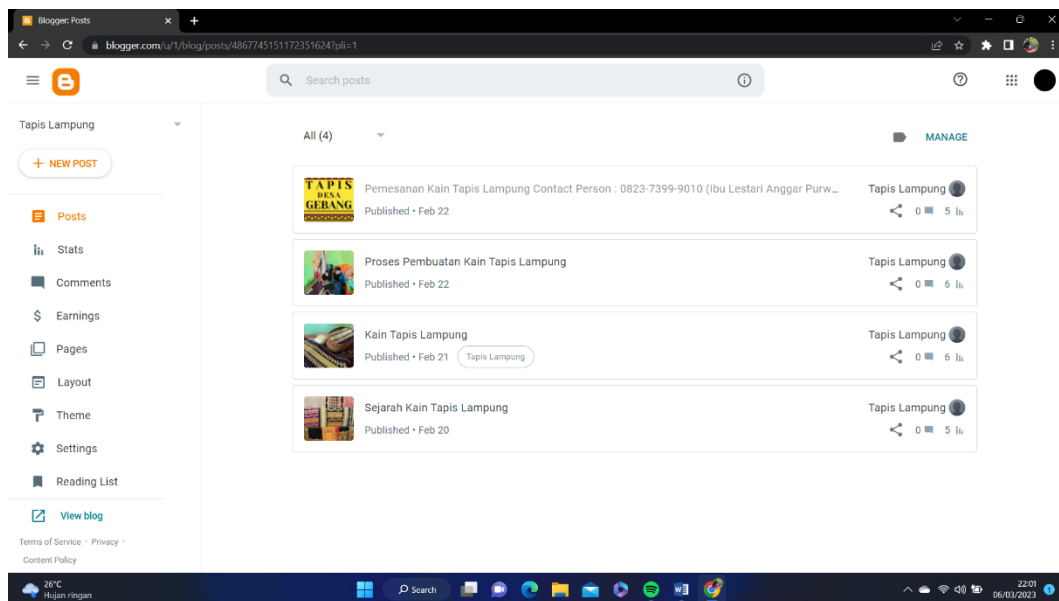 Blogger: Posts
blogger.com/u/1/blog/posts/4867745151172351624?pli=1
Search posts
Tapis Lampung
All (4)
MANAGE
NEW POST
TAPIS
DESA
GEBANG
Pemesanan Kain Tapis Lampung Contact Person : 0823-7399-9010 (Ibu Lestari Anggar Purw...
Tapis Lampung
Published • Feb 22
0 5
Posts
Stats
Comments
Earnings
Pages
Layout
Theme
Settings
Reading List
View blog
Terms of Service · Privacy ·
Content Policy
Proses Pembuatan Kain Tapis Lampung
Tapis Lampung
Published • Feb 22
0 6
Kain Tapis Lampung
Tapis Lampung
Published • Feb 21 Tapis Lampung
0 6
Sejarah Kain Tapis Lampung
Tapis Lampung
Published • Feb 20
0 5
26°C
Hujan ringan
Search
22:01
06/03/2023
1